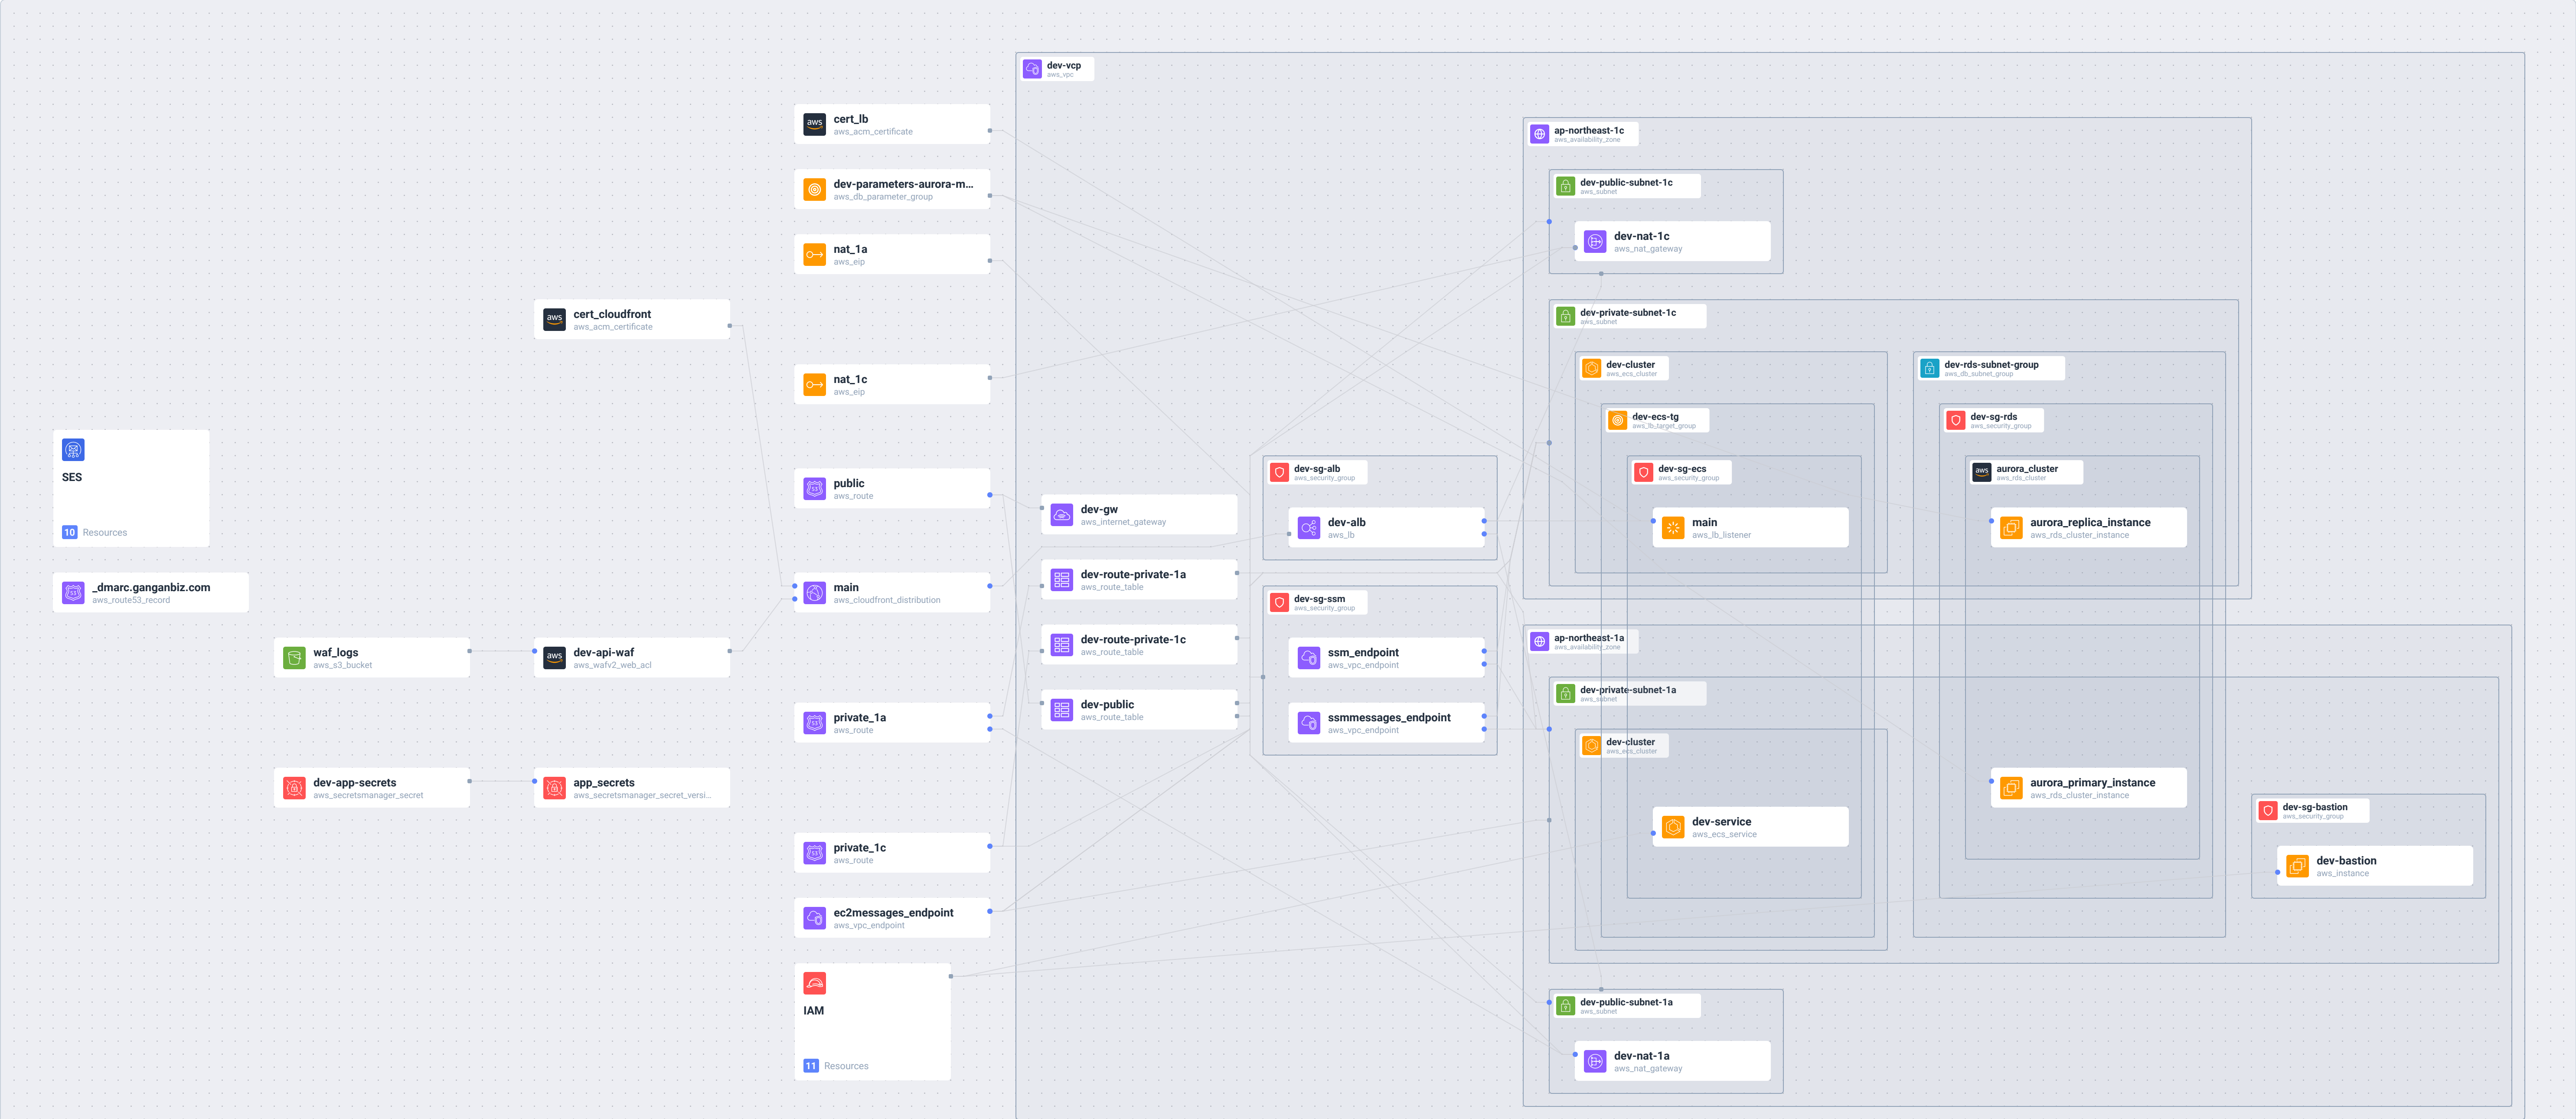 dev-vcp
aws_vpc
cert_lb
aws_acm_certificate
dev-parameters-aurora-m...
aws_db_parameter_group
nat_1a
aws_eip
cert_cloudfront
aws_acm_certificate
nat_1c
aws_eip
SES
10 Resources
_dmarc.ganganbiz.com
aws_route53_record
waf_logs
aws_s3_bucket
aws
dev-api-waf
aws_wafv2_web_acl
dev-app-secrets
aws_secretsmanager_secret
app_secrets
aws_secretsmanager_secret_versi...
public
aws_route
main
aws_cloudfront_distribution
private_1a
aws_route
private_1c
aws_route
ec2messages_endpoint
aws_vpc_endpoint
IAM
11 Resources
dev-gw
aws_internet_gateway
dev-route-private-1a
aws_route_table
dev-route-private-1c
aws_route_table
dev-public
aws_route_table
dev-sg-alb
aws_security_group
dev-alb
aws_lb
dev-sg-ssm
aws_security_group
ssm_endpoint
aws_vpc_endpoint
ssmmessages_endpoint
aws_vpc_endpoint
ap-northeast-1c
aws_availability_zone
dev-public-subnet-1c
aws_subnet
dev-nat-1c
aws_nat_gateway
dev-private-subnet-1c
aws_subnet
dev-cluster
aws_ecs_cluster
dev-ecs-tg
aws_lb_target_group
dev-sg-ecs
aws_security_group
main
aws_lb_listener
dev-rds-subnet-group
aws_db_subnet_group
dev-sg-rds
aws_security_group
aws
aurora_cluster
aws_rds_cluster
aurora_replica_instance
aws_rds_cluster_instance
ap-northeast-1a
aws_availability_zone
dev-private-subnet-1a
aws_subnet
dev-cluster
aws_ecs_cluster
dev-service
aws_ecs_service
aurora_primary_instance
aws_rds_cluster_instance
dev-sg-bastion
aws_security_group
dev-bastion
aws_instance
dev-public-subnet-1a
aws_subnet
dev-nat-1a
aws_nat_gateway